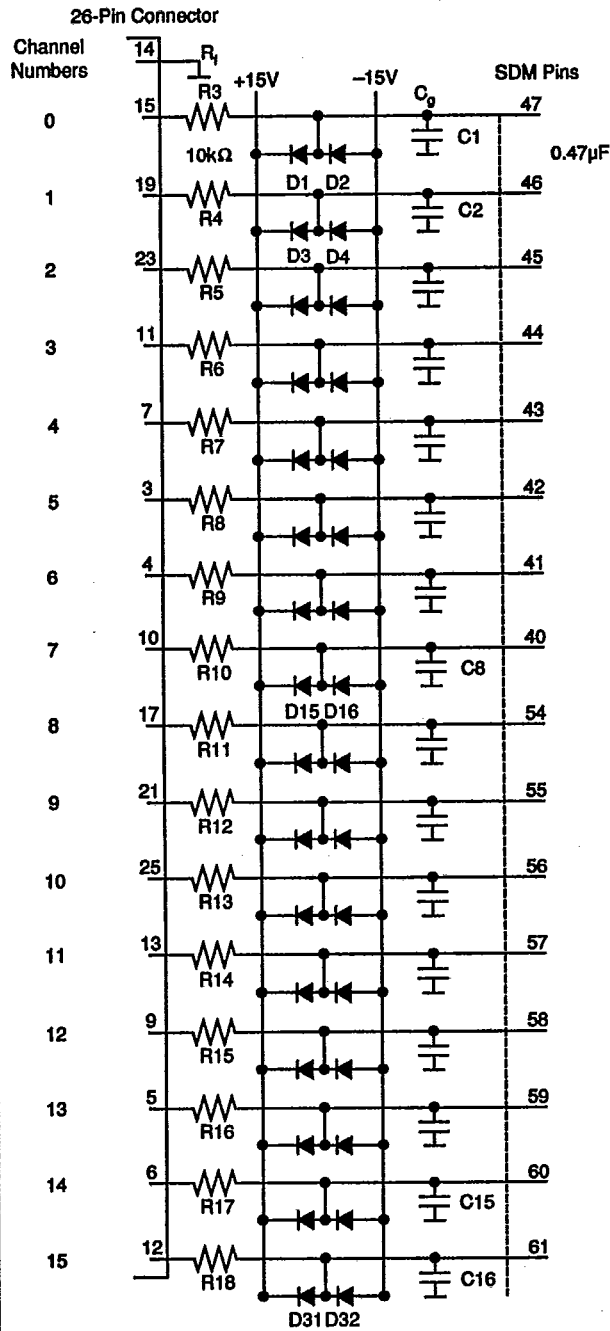 26-Pin Connector
Channel
Numbers
14
Rf
+15V
–15V
SDM Pins
R3
Cg
0
15
47
10kΩ
C1
0.47μF
D1 D2
1
19
46
R4
C2
D3 D4
2
23
45
R5
3
11
44
R6
4
7
43
R7
5
3
42
R8
6
4
41
R9
7
10
40
R10
C8
D15 D16
8
17
54
R11
9
21
55
R12
10
25
56
R13
11
13
57
R14
12
9
58
R15
13
5
59
R16
14
6
60
R17
C15
15
12
61
R18
C16
D31 D32